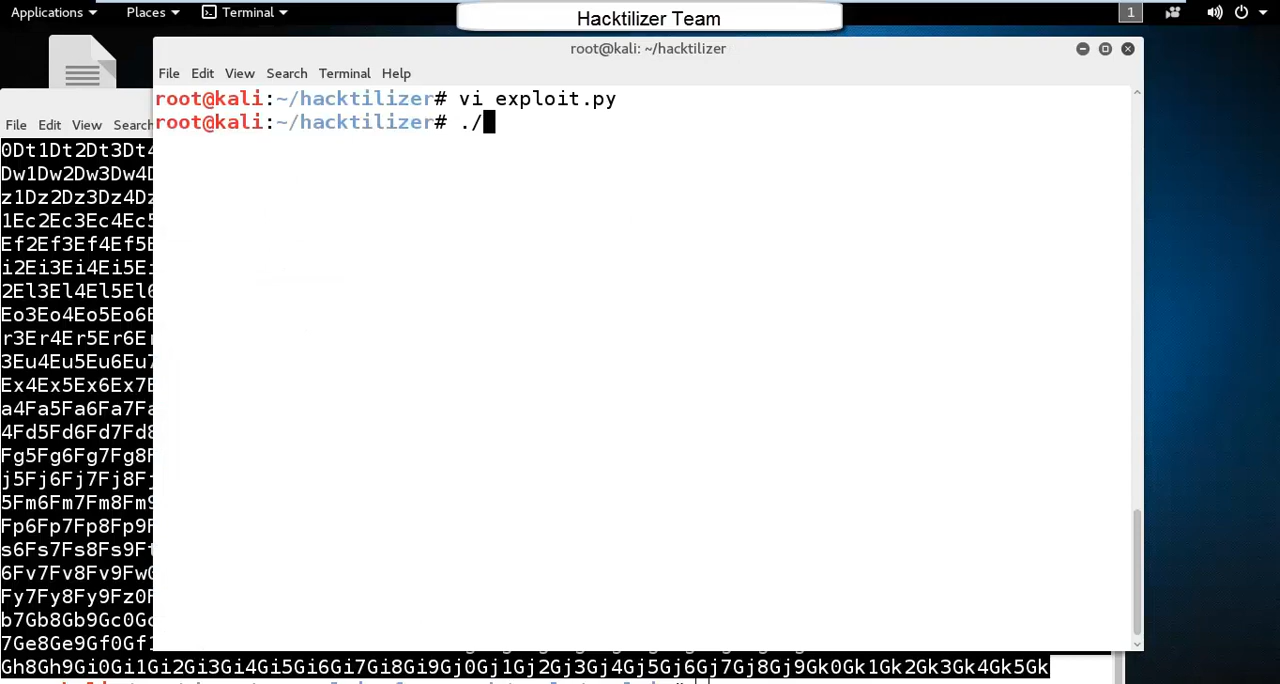 Applications Places Terminal 1
Hacktilizer Team
root@kali: ~/hacktilizer
File Edit View Search Terminal Help
root@kali:~/hacktilizer# vi exploit.py
root@kali:~/hacktilizer# ./
File Edit View Search
0Dt1Dt2Dt3Dt4
Dw1Dw2Dw3Dw4D
z1Dz2Dz3Dz4Dz
1Ec2Ec3Ec4Ec5
Ef2Ef3Ef4Ef5E
i2Ei3Ei4Ei5Ei
2El3El4El5El6
Eo3Eo4Eo5Eo6E
r3Er4Er5Er6Er
3Eu4Eu5Eu6Eu7
Ex4Ex5Ex6Ex7E
a4Fa5Fa6Fa7Fa
4Fd5Fd6Fd7Fd8
Fg5Fg6Fg7Fg8F
j5Fj6Fj7Fj8Fj
5Fm6Fm7Fm8Fm9
Fp6Fp7Fp8Fp9F
s6Fs7Fs8Fs9Ft
6Fv7Fv8Fv9Fw0
Fy7Fy8Fy9Fz0F
b7Gb8Gb9Gc0Gc
7Ge8Ge9Gf0Gf1
Gh8Gh9Gi0Gi1Gi2Gi3Gi4Gi5Gi6Gi7Gi8Gi9Gj0Gj1Gj2Gj3Gj4Gj5Gj6Gj7Gj8Gj9Gk0Gk1Gk2Gk3Gk4Gk5Gk